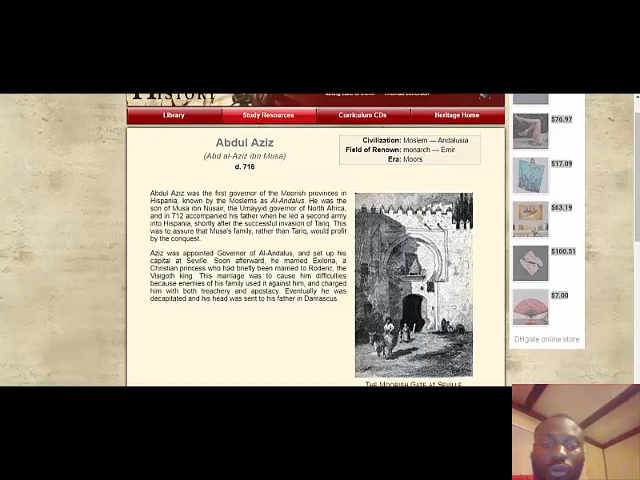 HISTORY
Library
Study Resources
Curriculum CDs
Heritage Home
Abdul Aziz
(Abd al-Aziz ibn Musa)
d. 716
Civilization: Moslem — Andalusia
Field of Renown: monarch — Emir
Era: Moors
Abdul Aziz was the first governor of the Moorish provinces in
Hispania, known by the Moslems as Al-Andalus. He was the
son of Musa ibn Nusair, the Umayyed governor of North Africa,
and in 712 accompanied his father when he led a second army
into Hispania, shortly after the successful invasion of Tariq. This
was to assure that Musa's family, rather than Tariq, would profit
by the conquest.
Aziz was appointed Governor of Al-Andalus, and set up his
capital at Seville. Soon afterward, he married Exilona, a
Christian princess who had briefly been married to Roderic, the
Visigoth king. This marriage was to cause him difficulties
because enemies of his family used it against him, and charged
him with both treachery and apostacy. Eventually he was
decapitated and his head was sent to his father in Damascus.
THE MOORISH GATE AT SEVILLE
$76.97
$17.09
$63.19
$100.51
$7.00
DHgate online store